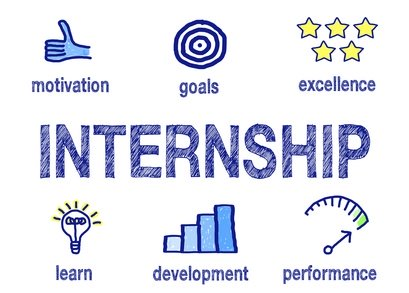 motivation goals excellence
INTERNSHIP
learn development performance